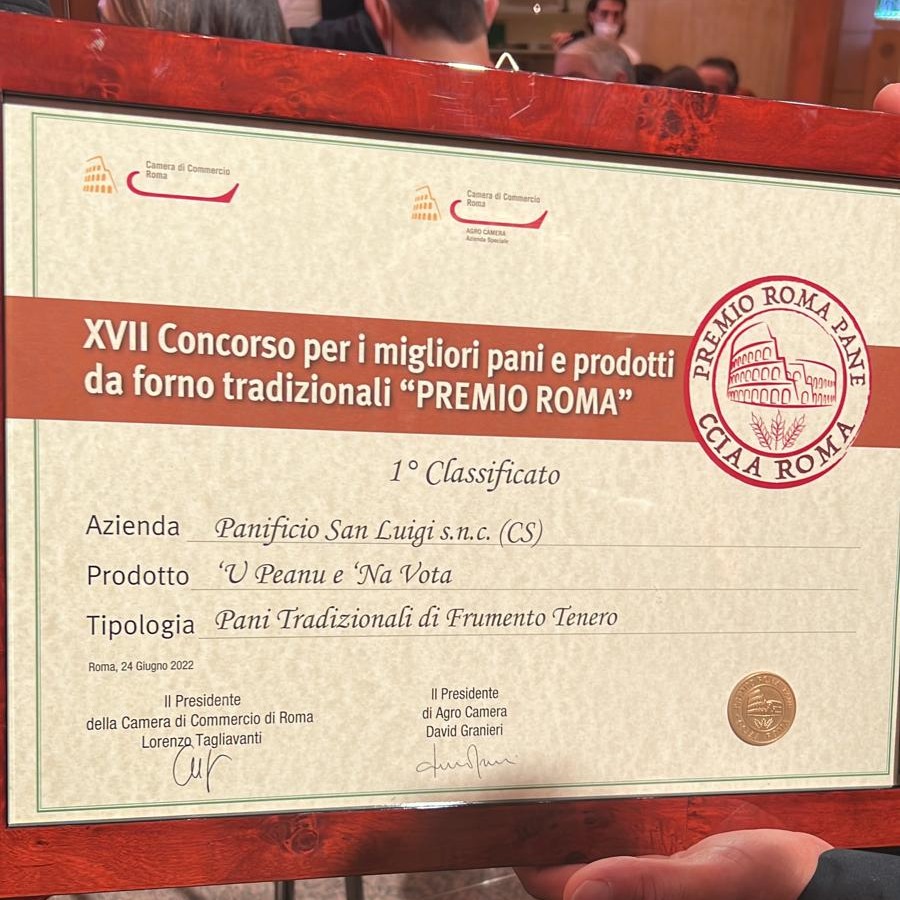 Camera di Commercio
Roma
Camera di Commercio
Roma
AGRO CAMERA
Azienda Speciale
XVII Concorso per i migliori pani e prodotti
da forno tradizionali “PREMIO ROMA”
PREMIO ROMA PANE
CCIAA ROMA
1° Classificato
Azienda Panificio San Luigi s.n.c. (CS)
Prodotto ‘U Peanu e ‘Na Vota
Tipologia Pani Tradizionali di Frumento Tenero
Roma, 24 Giugno 2022
Il Presidente
della Camera di Commercio di Roma
Lorenzo Tagliavanti
Il Presidente
di Agro Camera
David Granieri